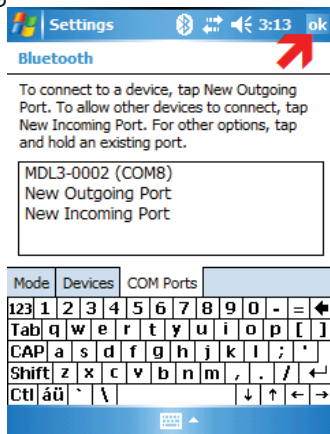 Settings 3:13 ok
Bluetooth
To connect to a device, tap New Outgoing
Port. To allow other devices to connect, tap
New Incoming Port. For other options, tap
and hold an existing port.
MDL3-0002 (COM8)
New Outgoing Port
New Incoming Port
Mode Devices COM Ports
123 1 2 3 4 5 6 7 8 9 0 - =
Tab q w e r t y u i o p [ ]
CAP a s d f g h j k l ; '
Shift z x c v b n m , . /
Ctl áü ` \